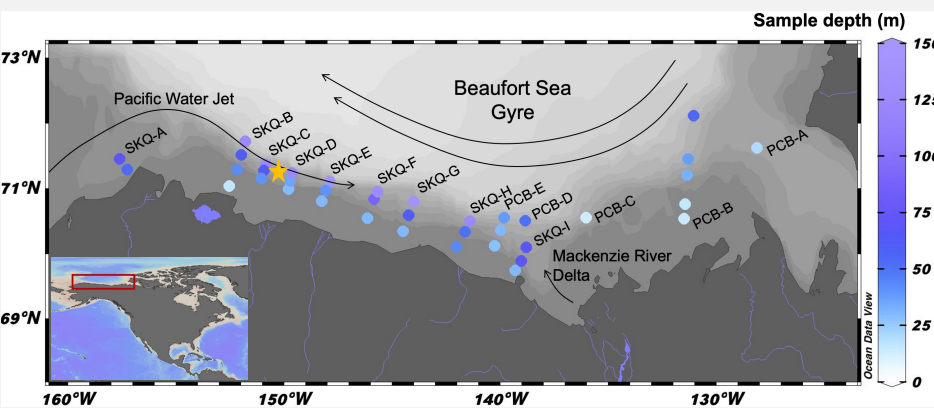 Sample depth (m)
73°N
71°N
69°N
160°W
150°W
140°W
130°W
Beaufort Sea
Gyre
Pacific Water Jet
SKQ-A
SKQ-B
SKQ-C
SKQ-D
SKQ-E
SKQ-F
SKQ-G
SKQ-H
PCB-E
PCB-D
SKQ-I
PCB-C
PCB-B
PCB-A
Mackenzie River
Delta
Ocean Data View
150
125
100
75
50
25
0